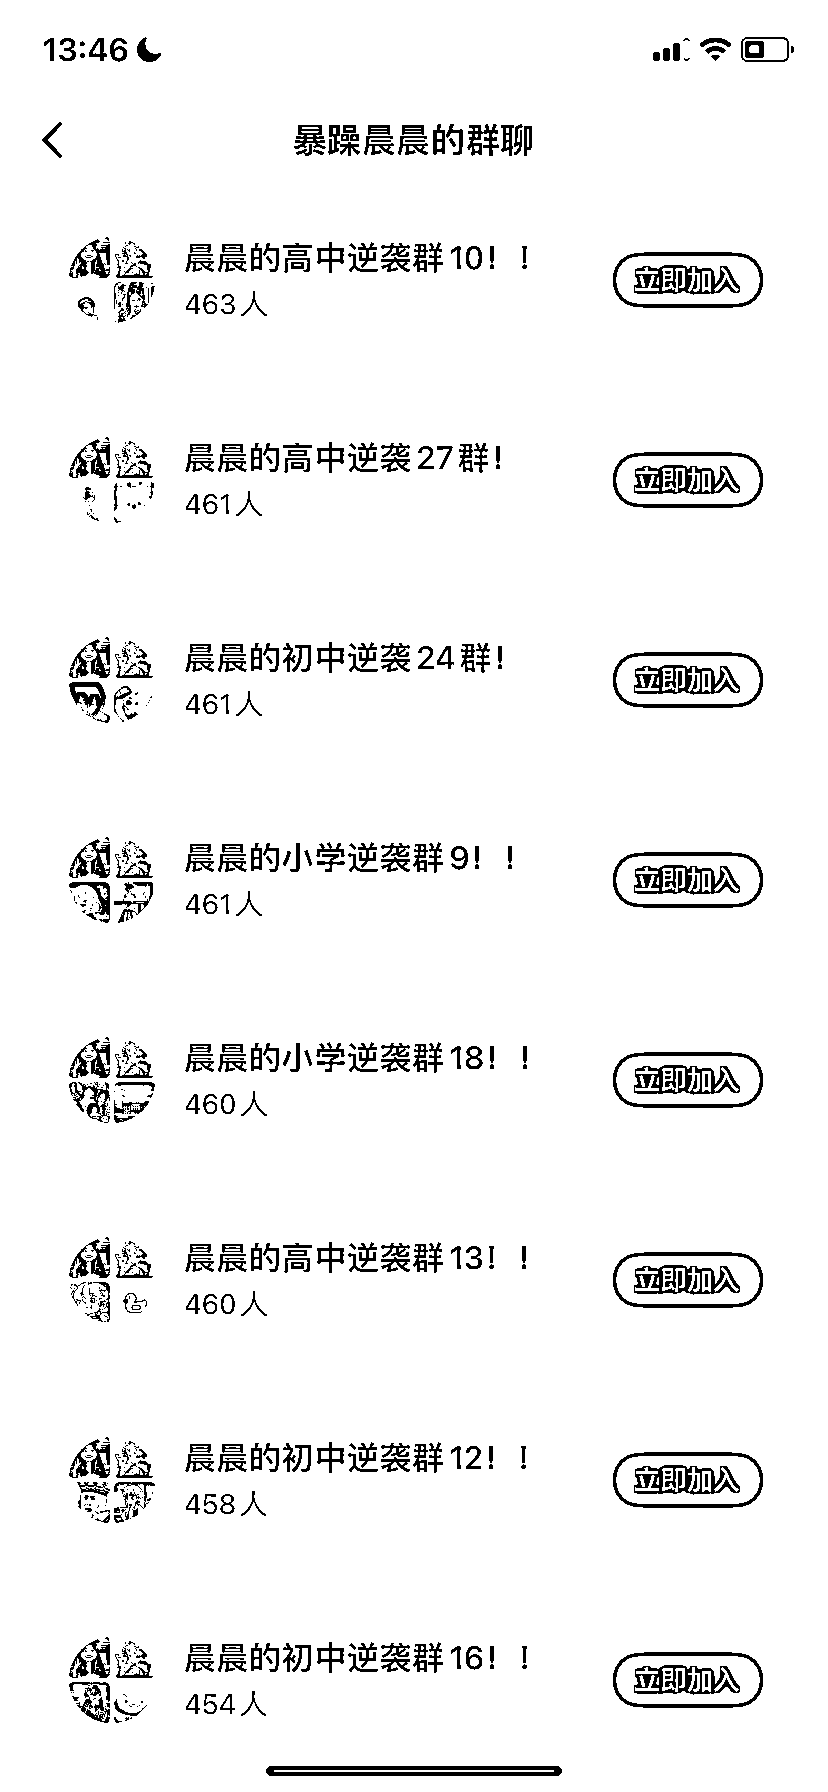 13:46
暴躁晨晨的群聊
晨晨的高中逆袭群10！！
463人
立即加入
晨晨的高中逆袭27群！
461人
立即加入
晨晨的初中逆袭24群！
461人
立即加入
晨晨的小学逆袭群9！！
461人
立即加入
晨晨的小学逆袭群18！！
460人
立即加入
晨晨的高中逆袭群13！！
460人
立即加入
晨晨的初中逆袭群12！！
458人
立即加入
晨晨的初中逆袭群16！！
454人
立即加入